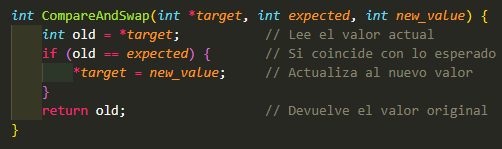 int CompareAndSwap(int *target, int expected, int new_value) {
    int old = *target;          // Lee el valor actual
    if (old == expected) {      // Si coincide con lo esperado
        *target = new_value;    // Actualiza al nuevo valor
    }
    return old;                 // Devuelve el valor original
}